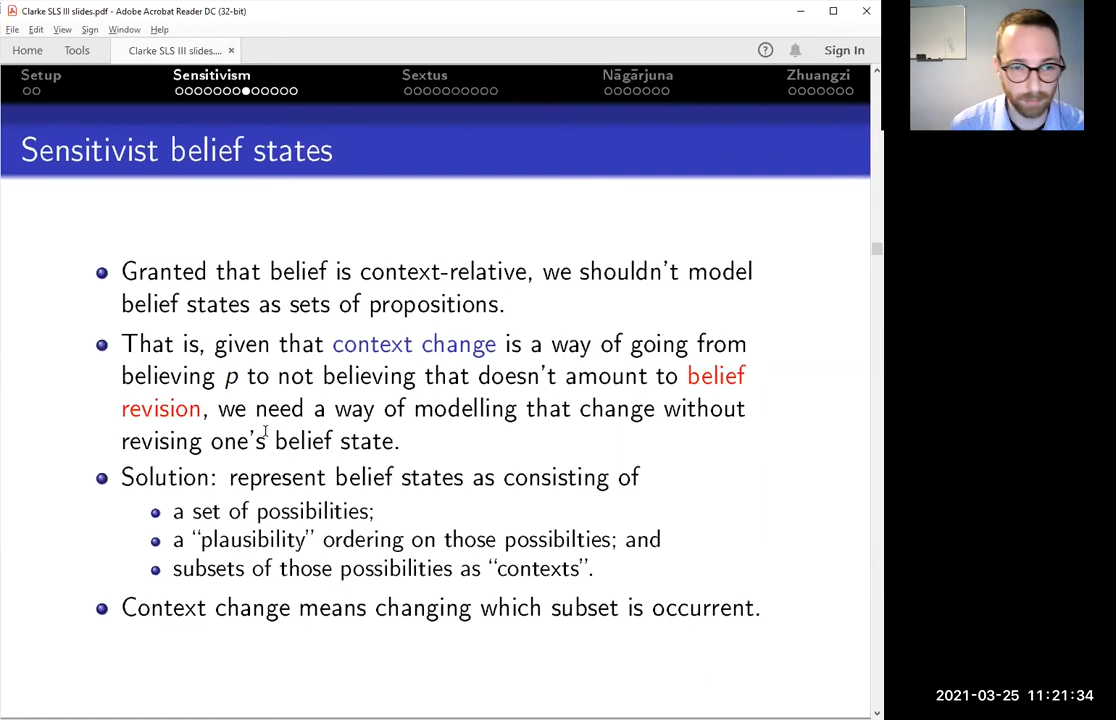 Clarke SLS III slides.pdf - Adobe Acrobat Reader DC (32-bit)
File Edit View Sign Window Help
Home Tools Clarke SLS III slides.... × Sign In
Setup Sensitivism Sextus Nāgārjuna Zhuangzi
Sensitivist belief states
Granted that belief is context-relative, we shouldn't model
belief states as sets of propositions.
That is, given that context change is a way of going from
believing p to not believing that doesn't amount to belief
revision, we need a way of modelling that change without
revising one's belief state.
Solution: represent belief states as consisting of
a set of possibilities;
a “plausibility” ordering on those possibilties; and
subsets of those possibilities as “contexts”.
Context change means changing which subset is occurrent.
2021-03-25 11:21:34